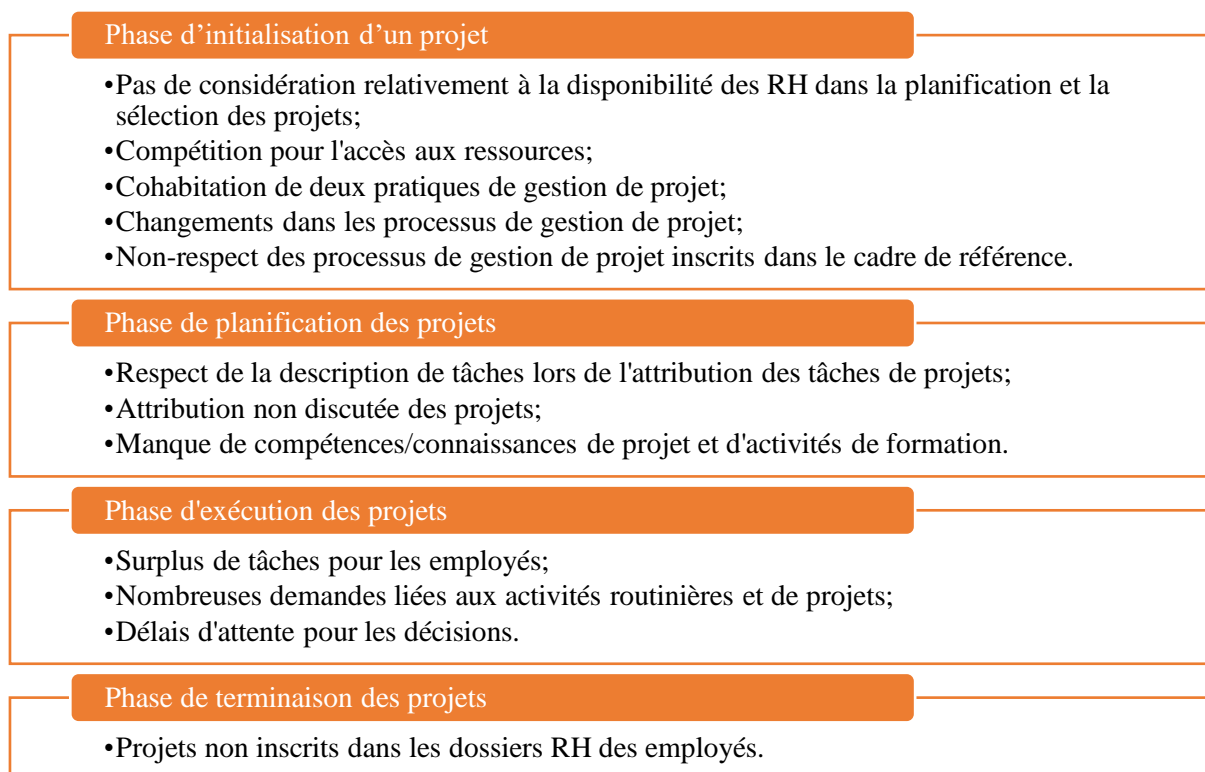 Phase d’initialisation d’un projet
•Pas de considération relativement à la disponibilité des RH dans la planification et la
sélection des projets;
•Compétition pour l'accès aux ressources;
•Cohabitation de deux pratiques de gestion de projet;
•Changements dans les processus de gestion de projet;
•Non-respect des processus de gestion de projet inscrits dans le cadre de référence.
Phase de planification des projets
•Respect de la description de tâches lors de l'attribution des tâches de projets;
•Attribution non discutée des projets;
•Manque de compétences/connaissances de projet et d'activités de formation.
Phase d'exécution des projets
•Surplus de tâches pour les employés;
•Nombreuses demandes liées aux activités routinières et de projets;
•Délais d'attente pour les décisions.
Phase de terminaison des projets
•Projets non inscrits dans les dossiers RH des employés.